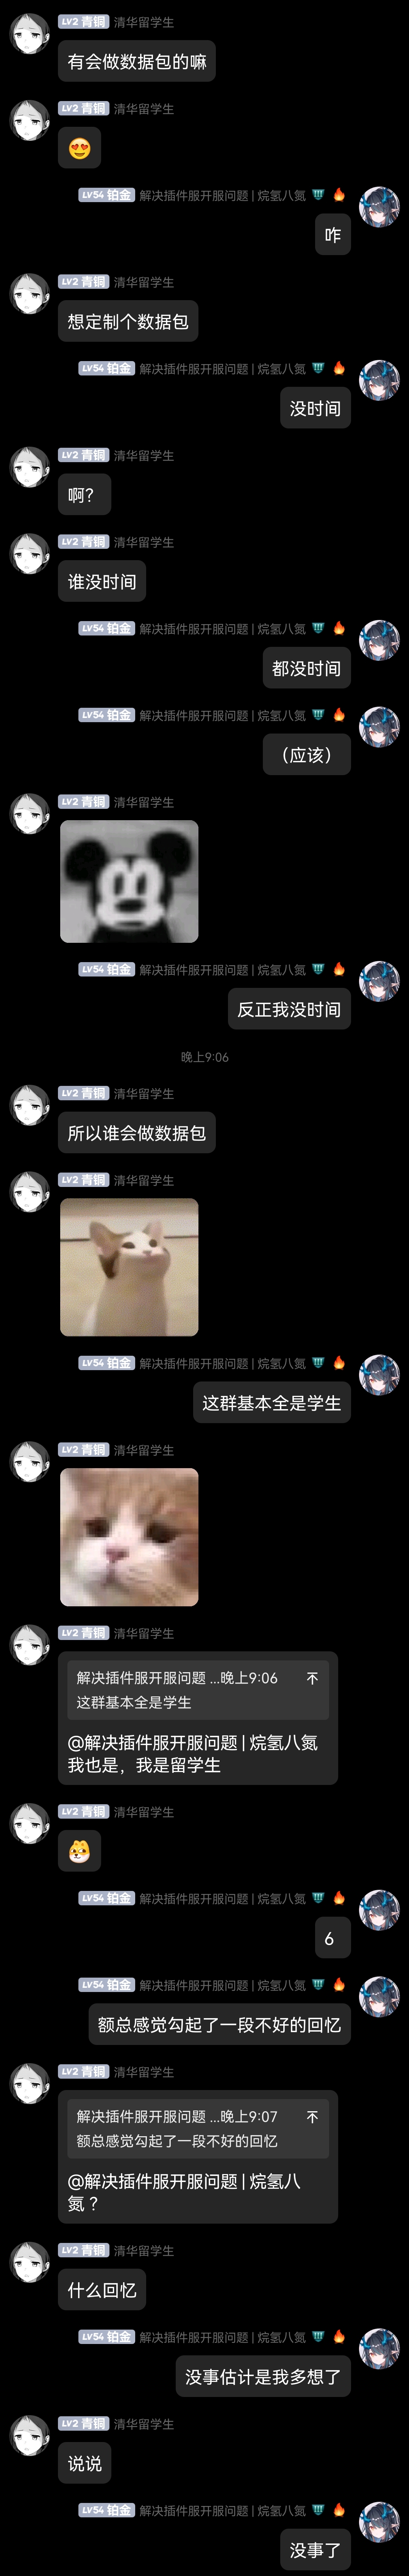 LV2 青铜 清华留学生
有会做数据包的嘛
LV2 青铜 清华留学生
LV54 铂金 解决插件服开服问题 | 烷氢八氮
咋
LV2 青铜 清华留学生
想定制个数据包
LV54 铂金 解决插件服开服问题 | 烷氢八氮
没时间
LV2 青铜 清华留学生
啊？
LV2 青铜 清华留学生
谁没时间
LV54 铂金 解决插件服开服问题 | 烷氢八氮
都没时间
LV54 铂金 解决插件服开服问题 | 烷氢八氮
（应该）
LV2 青铜 清华留学生
LV54 铂金 解决插件服开服问题 | 烷氢八氮
反正我没时间
晚上9:06
LV2 青铜 清华留学生
所以谁会做数据包
LV2 青铜 清华留学生
LV54 铂金 解决插件服开服问题 | 烷氢八氮
这群基本全是学生
LV2 青铜 清华留学生
LV2 青铜 清华留学生
解决插件服开服问题 ...晚上9:06
这群基本全是学生
@解决插件服开服问题 | 烷氢八氮
我也是，我是留学生
LV2 青铜 清华留学生
LV54 铂金 解决插件服开服问题 | 烷氢八氮
6
LV54 铂金 解决插件服开服问题 | 烷氢八氮
额总感觉勾起了一段不好的回忆
LV2 青铜 清华留学生
解决插件服开服问题 ...晚上9:07
额总感觉勾起了一段不好的回忆
@解决插件服开服问题 | 烷氢八
氮？
LV2 青铜 清华留学生
什么回忆
LV54 铂金 解决插件服开服问题 | 烷氢八氮
没事估计是我多想了
LV2 青铜 清华留学生
说说
LV54 铂金 解决插件服开服问题 | 烷氢八氮
没事了